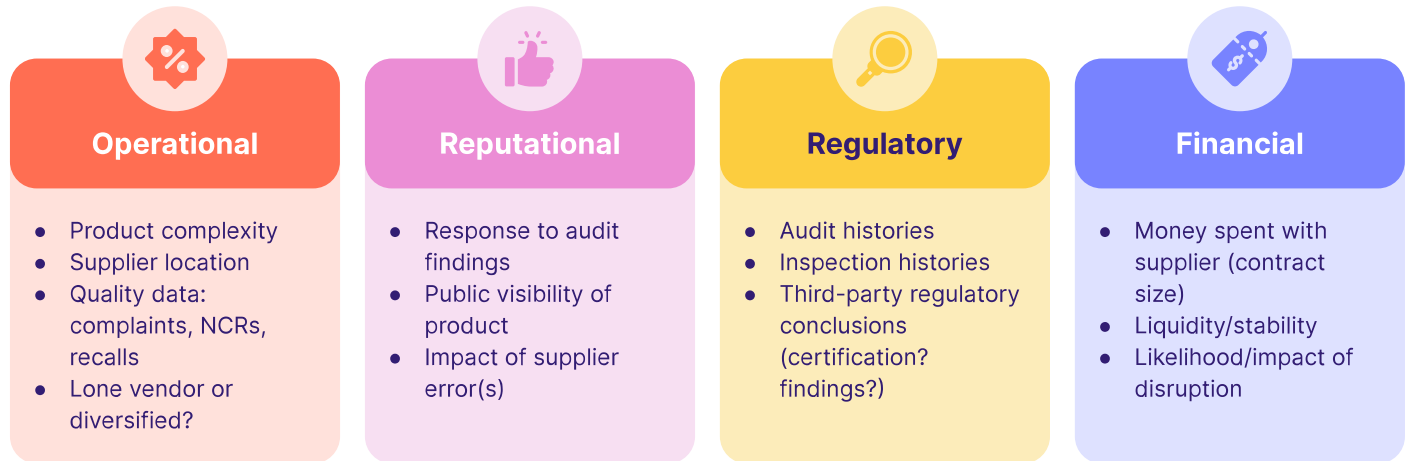 Operational
• Product complexity
• Supplier location
• Quality data:
complaints, NCRs,
recalls
• Lone vendor or
diversified?
Reputational
• Response to audit
findings
• Public visibility of
product
• Impact of supplier
error(s)
Regulatory
• Audit histories
• Inspection histories
• Third-party regulatory
conclusions
(certification?
findings?)
Financial
• Money spent with
supplier (contract
size)
• Liquidity/stability
• Likelihood/impact of
disruption